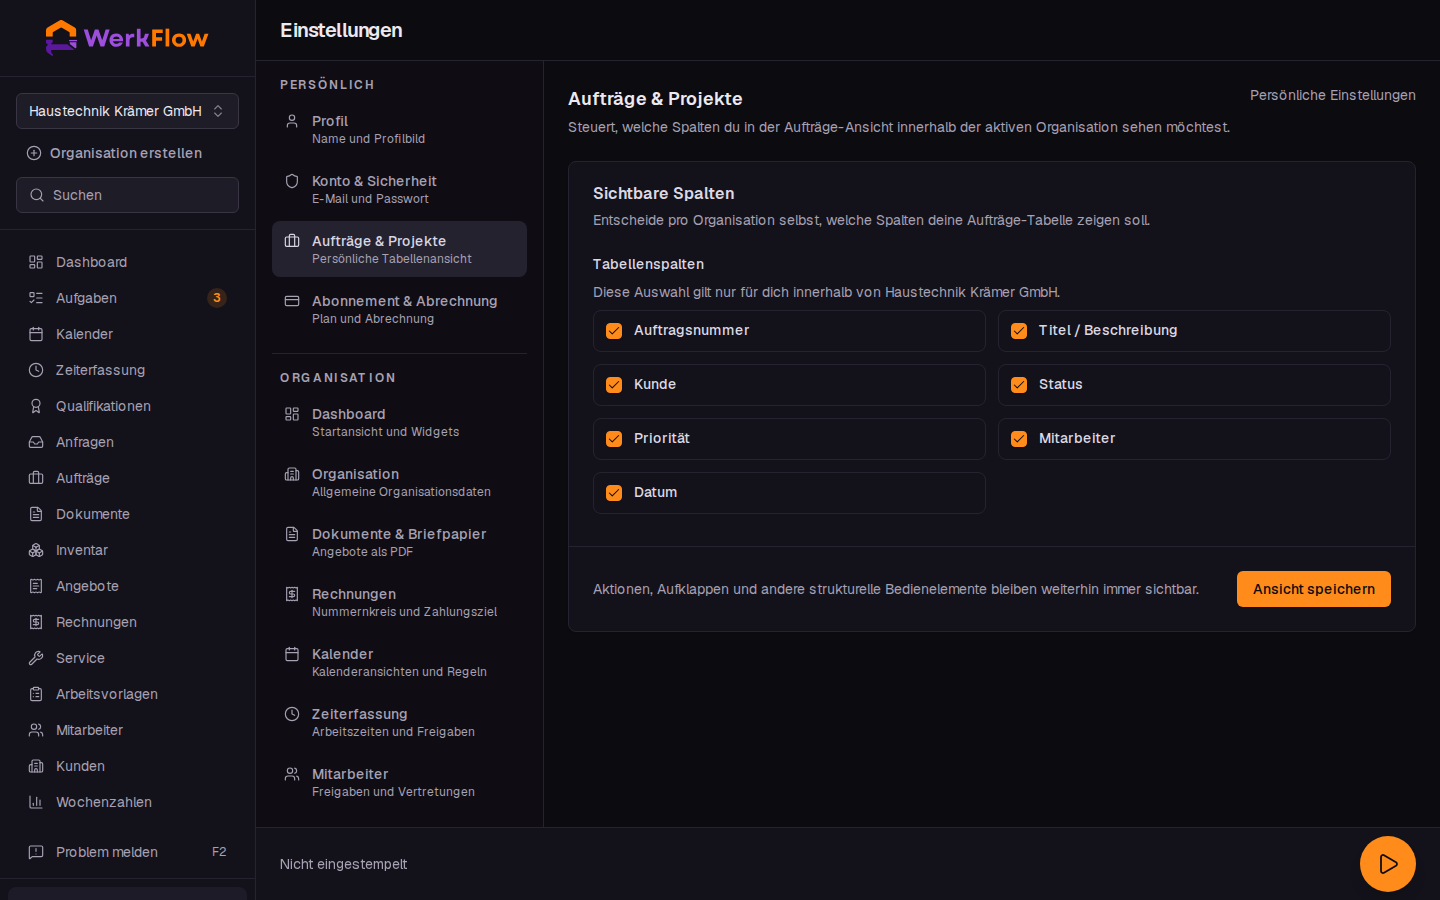 WerkFlow
Haustechnik Krämer GmbH
Organisation erstellen
Suchen
Dashboard
Aufgaben 3
Kalender
Zeiterfassung
Qualifikationen
Anfragen
Aufträge
Dokumente
Inventar
Angebote
Rechnungen
Service
Arbeitsvorlagen
Mitarbeiter
Kunden
Wochenzahlen
Problem melden F2
Einstellungen
PERSÖNLICH
Profil
Name und Profilbild
Konto & Sicherheit
E-Mail und Passwort
Aufträge & Projekte
Persönliche Tabellenansicht
Abonnement & Abrechnung
Plan und Abrechnung
ORGANISATION
Dashboard
Startansicht und Widgets
Organisation
Allgemeine Organisationsdaten
Dokumente & Briefpapier
Angebote als PDF
Rechnungen
Nummernkreis und Zahlungsziel
Kalender
Kalenderansichten und Regeln
Zeiterfassung
Arbeitszeiten und Freigaben
Mitarbeiter
Freigaben und Vertretungen
Aufträge & Projekte
Persönliche Einstellungen
Steuert, welche Spalten du in der Aufträge-Ansicht innerhalb der aktiven Organisation sehen möchtest.
Sichtbare Spalten
Entscheide pro Organisation selbst, welche Spalten deine Aufträge-Tabelle zeigen soll.
Tabellenspalten
Diese Auswahl gilt nur für dich innerhalb von Haustechnik Krämer GmbH.
Auftragsnummer
Titel / Beschreibung
Kunde
Status
Priorität
Mitarbeiter
Datum
Aktionen, Aufklappen und andere strukturelle Bedienelemente bleiben weiterhin immer sichtbar.
Ansicht speichern
Nicht eingestempelt